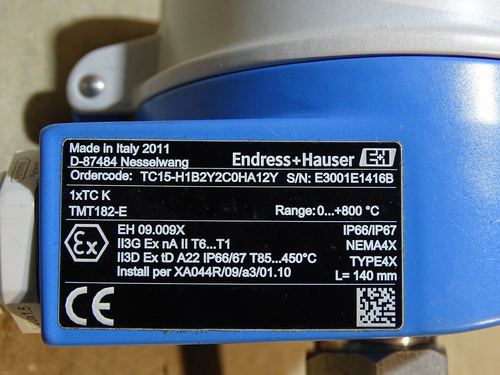 Made in Italy 2011
D-87484 Nesselwang
Endress+Hauser EH
Ordercode: TC15-H1B2Y2C0HA12Y S/N: E3001E1416B
1xTC K
TMT182-E Range: 0...+800 °C
Ex
EH 09.009X IP66/IP67
II3G Ex nA II T6...T1 NEMA4X
II3D Ex tD A22 IP66/67 T85...450°C TYPE4X
Install per XA044R/09/a3/01.10 L= 140 mm
CE